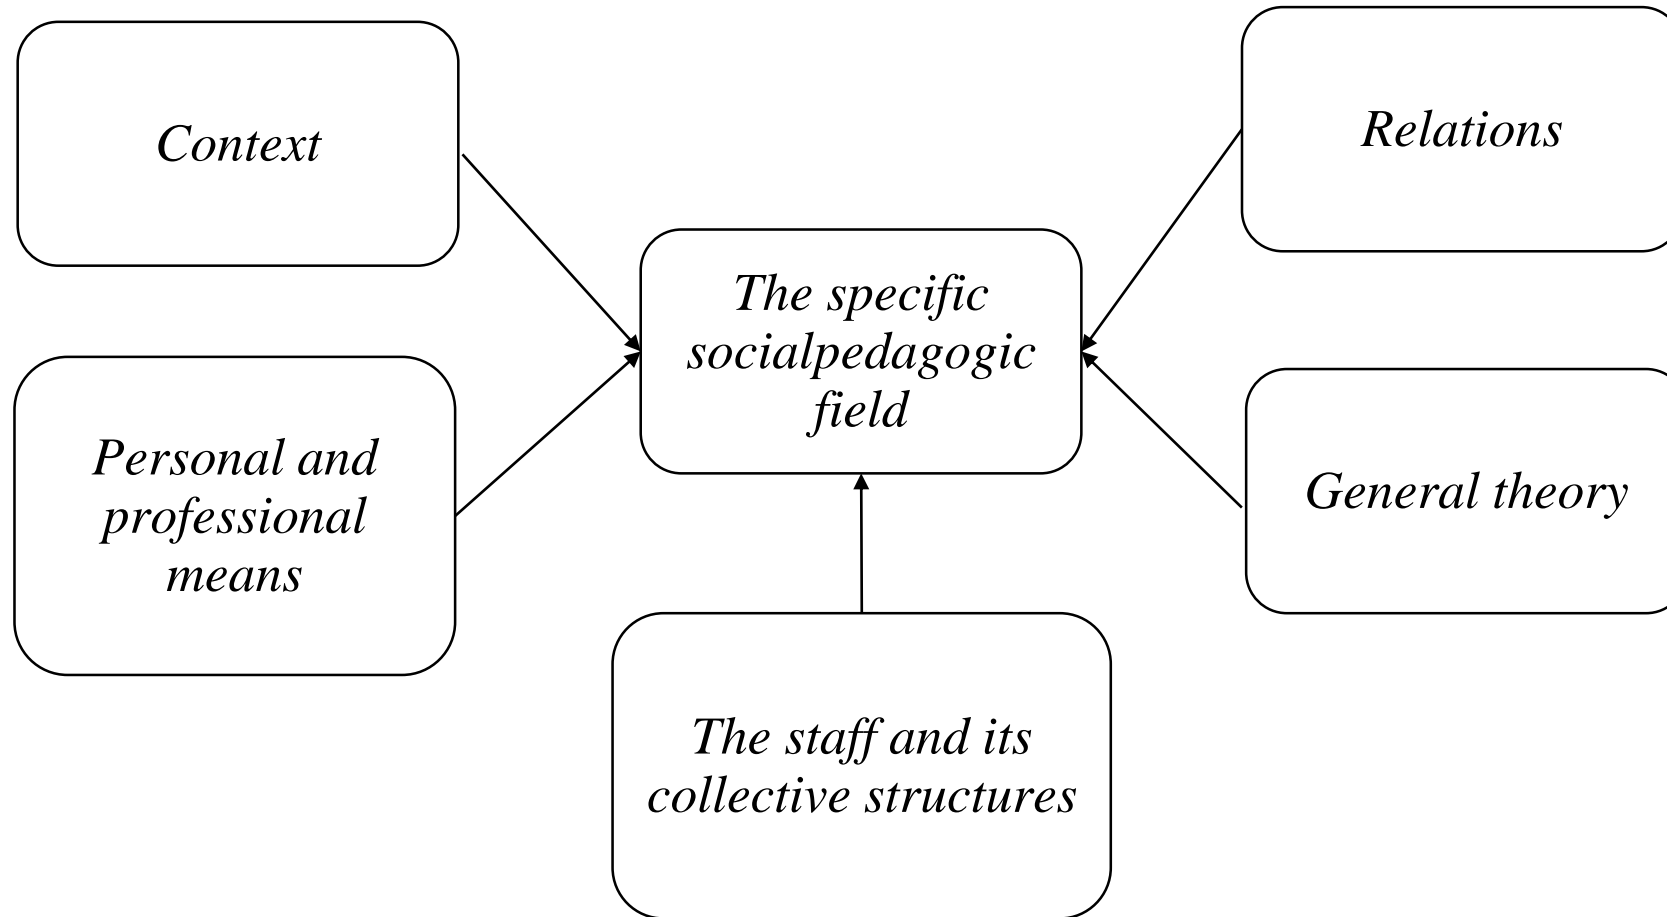 Context
Relations
The specific
socialpedagogic
field
Personal and
professional
means
General theory
The staff and its
collective structures